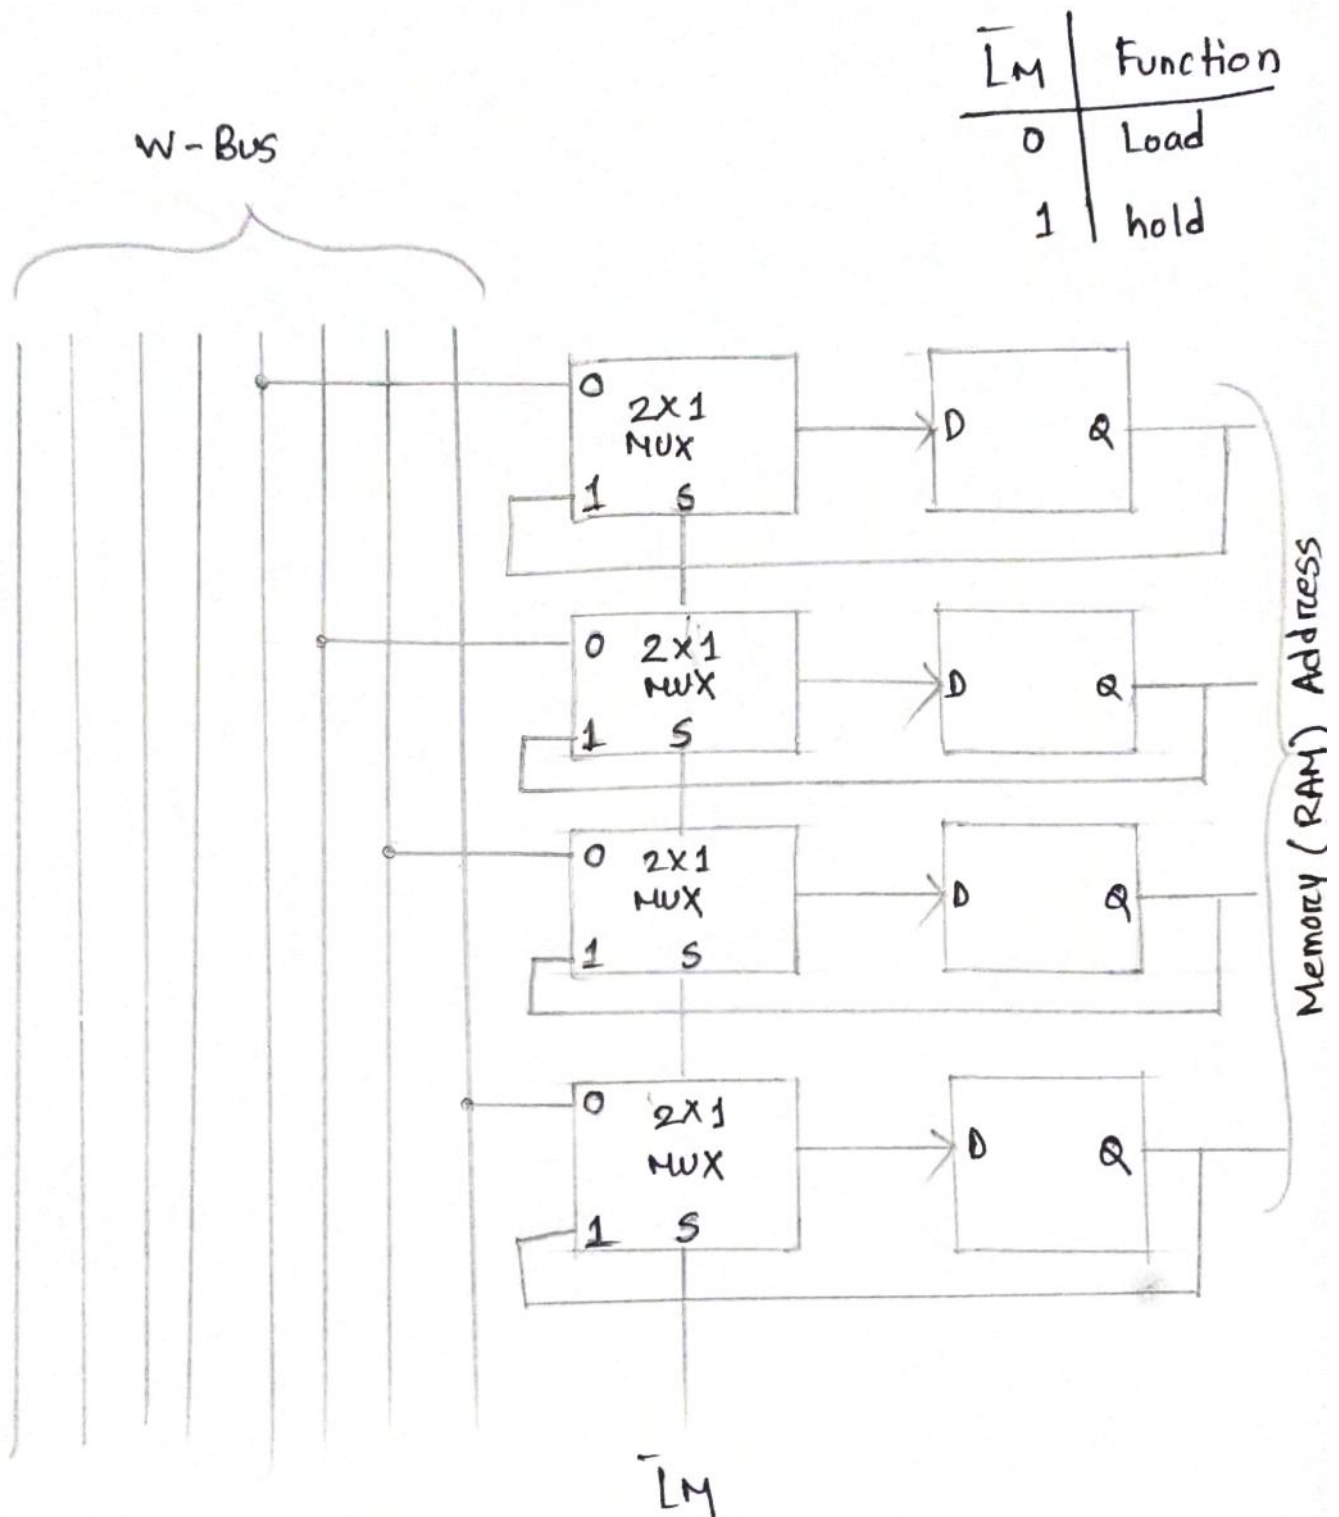 L̅M Function
0 Load
1 hold
W-Bus
0 2X1 MUX 1 S
D Q
0 2X1 MUX 1 S
D Q
0 2X1 MUX 1 S
D Q
0 2X1 MUX 1 S
D Q
Memory (RAM) Address
L̅M